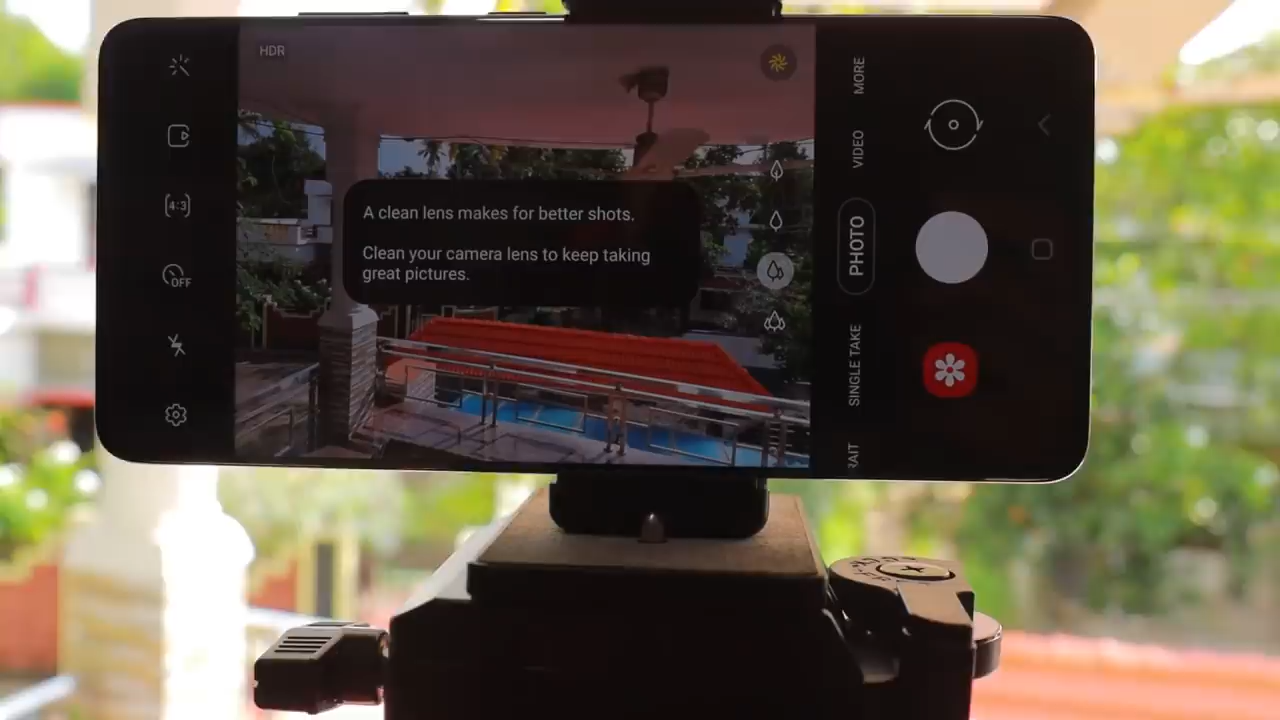 HDR
4:3
OFF
A clean lens makes for better shots.
Clean your camera lens to keep taking
great pictures.
MORE
VIDEO
PHOTO
SINGLE TAKE
RAIT